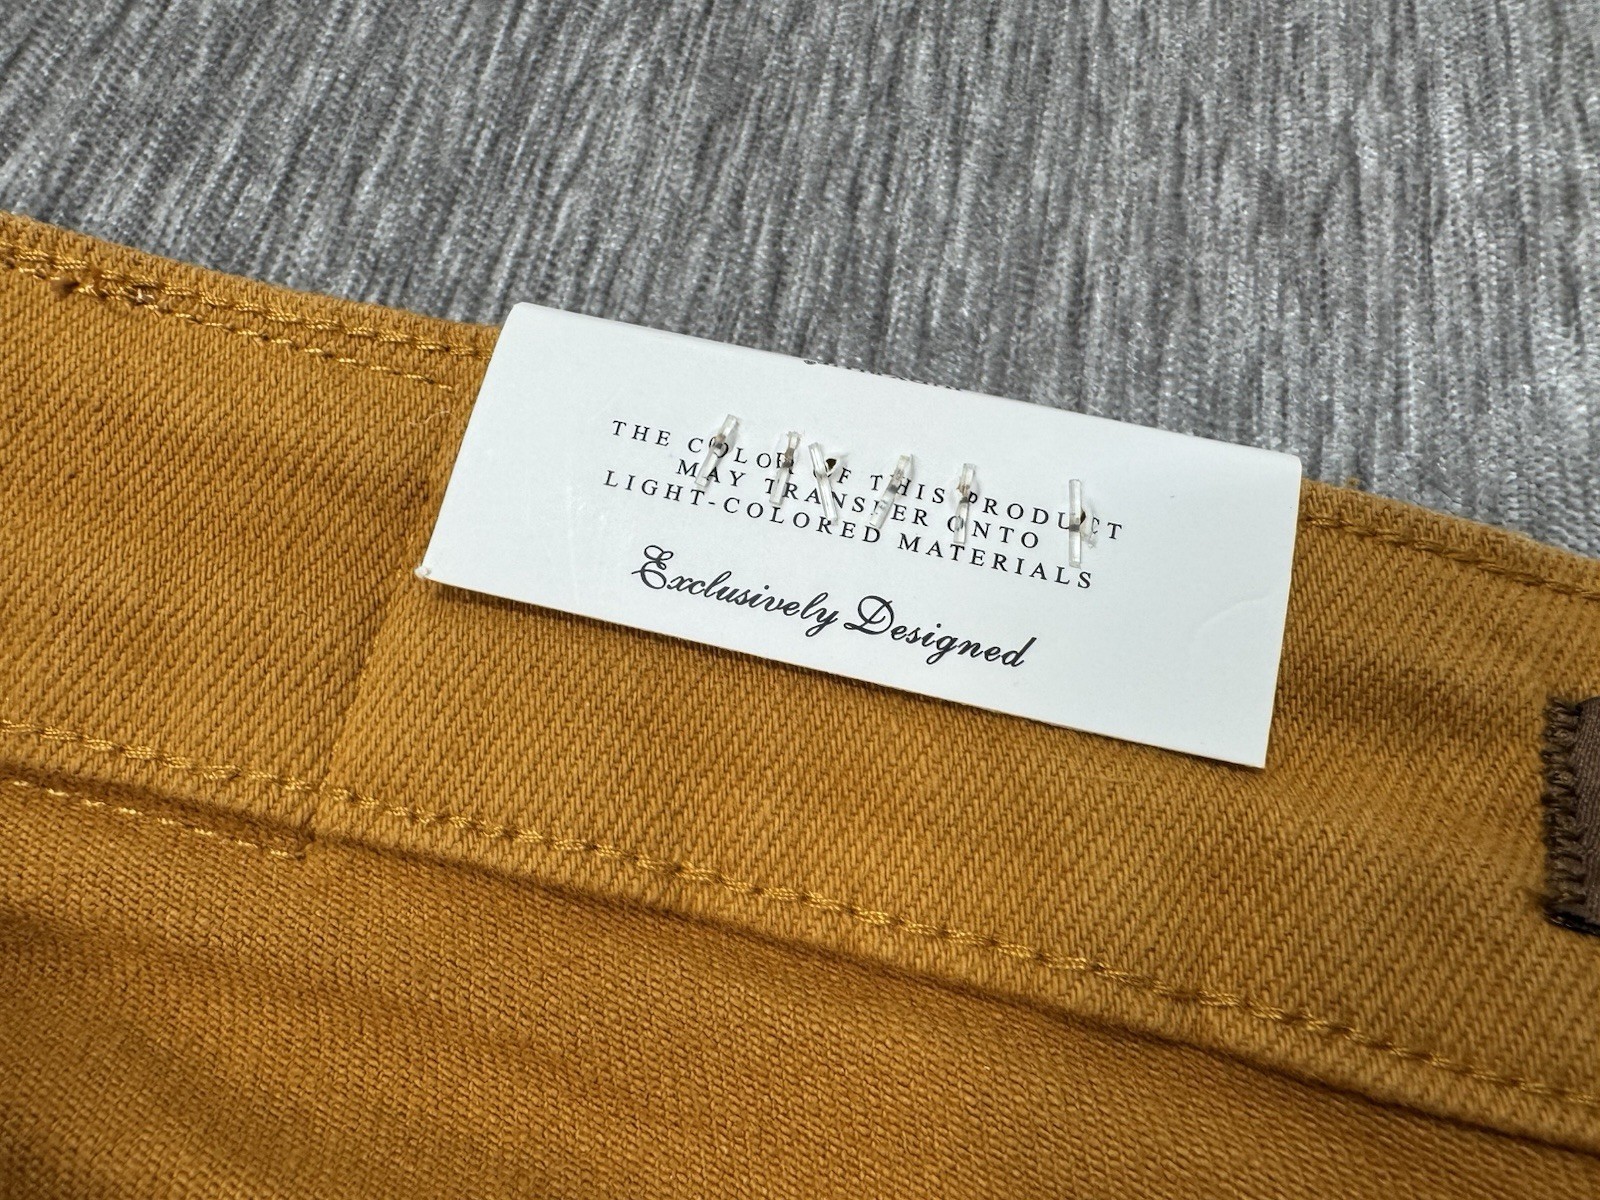 THE COLOR OF THIS PRODUCT
MAY TRANSFER ONTO
LIGHT-COLORED MATERIALS
Exclusively Designed